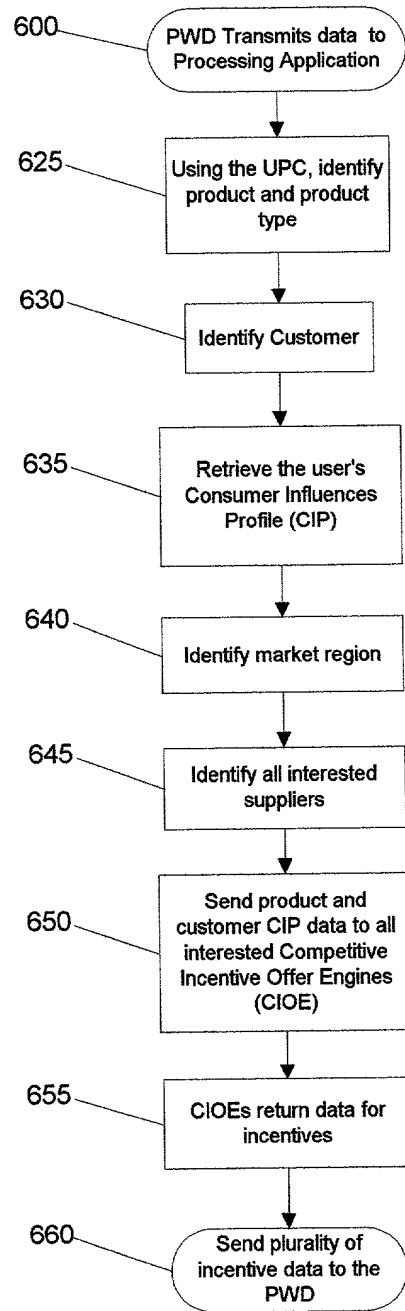 600
PWD Transmits data to
Processing Application
625
Using the UPC, identify
product and product
type
630
Identify Customer
635
Retrieve the user's
Consumer Influences
Profile (CIP)
640
Identify market region
645
Identify all interested
suppliers
650
Send product and
customer CIP data to all
interested Competitive
Incentive Offer Engines
(CIOE)
655
CIOEs return data for
incentives
660
Send plurality of
incentive data to the
PWD